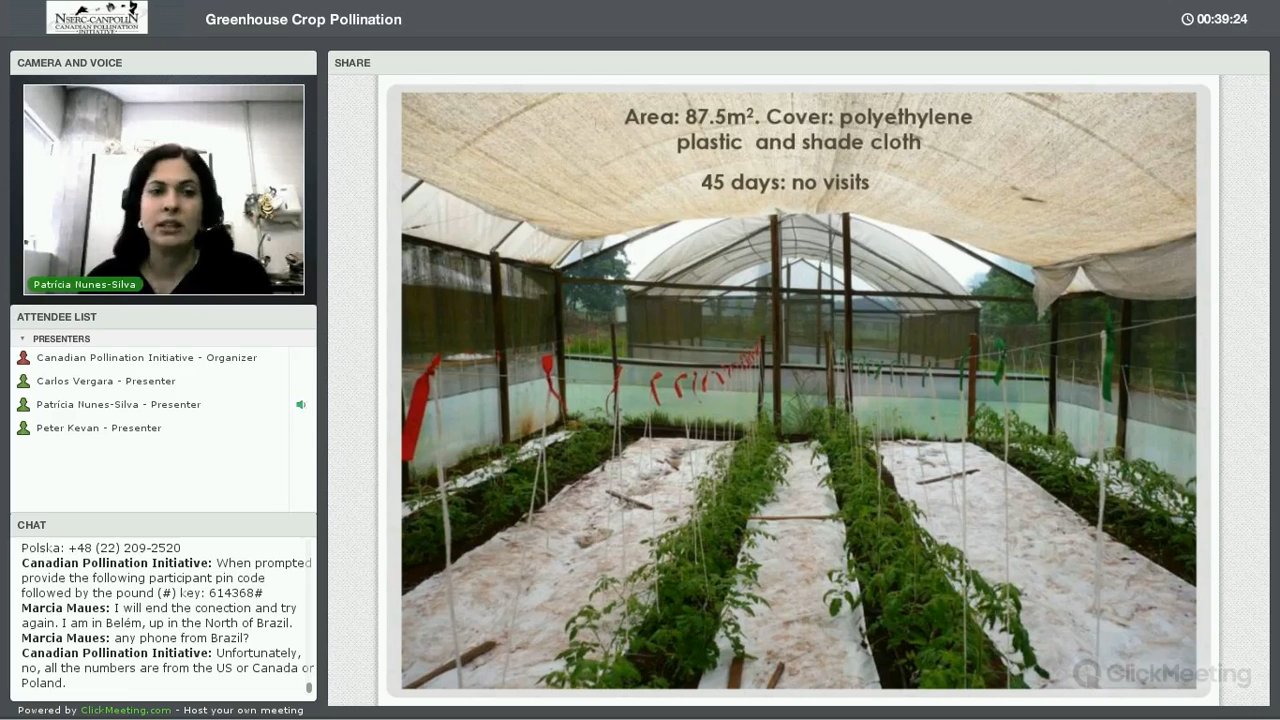 NSERC-CANPOLIN
CANADIAN POLLINATION
INITIATIVE
Greenhouse Crop Pollination
00:39:24
CAMERA AND VOICE
Patrícia Nunes-Silva
ATTENDEE LIST
PRESENTERS
Canadian Pollination Initiative - Organizer
Carlos Vergara - Presenter
Patrícia Nunes-Silva - Presenter
Peter Kevan - Presenter
CHAT
Polska: +48 (22) 209-2520
Canadian Pollination Initiative: When prompted
provide the following participant pin code
followed by the pound (#) key: 614368#
Marcia Maues: I will end the conection and try
again. I am in Belém, up in the North of Brazil.
Marcia Maues: any phone from Brazil?
Canadian Pollination Initiative: Unfortunately,
no, all the numbers are from the US or Canada or
Poland.
Powered by ClickMeeting.com - Host your own meeting
SHARE
Area: 87.5m². Cover: polyethylene
plastic and shade cloth
45 days: no visits
ClickMeeting